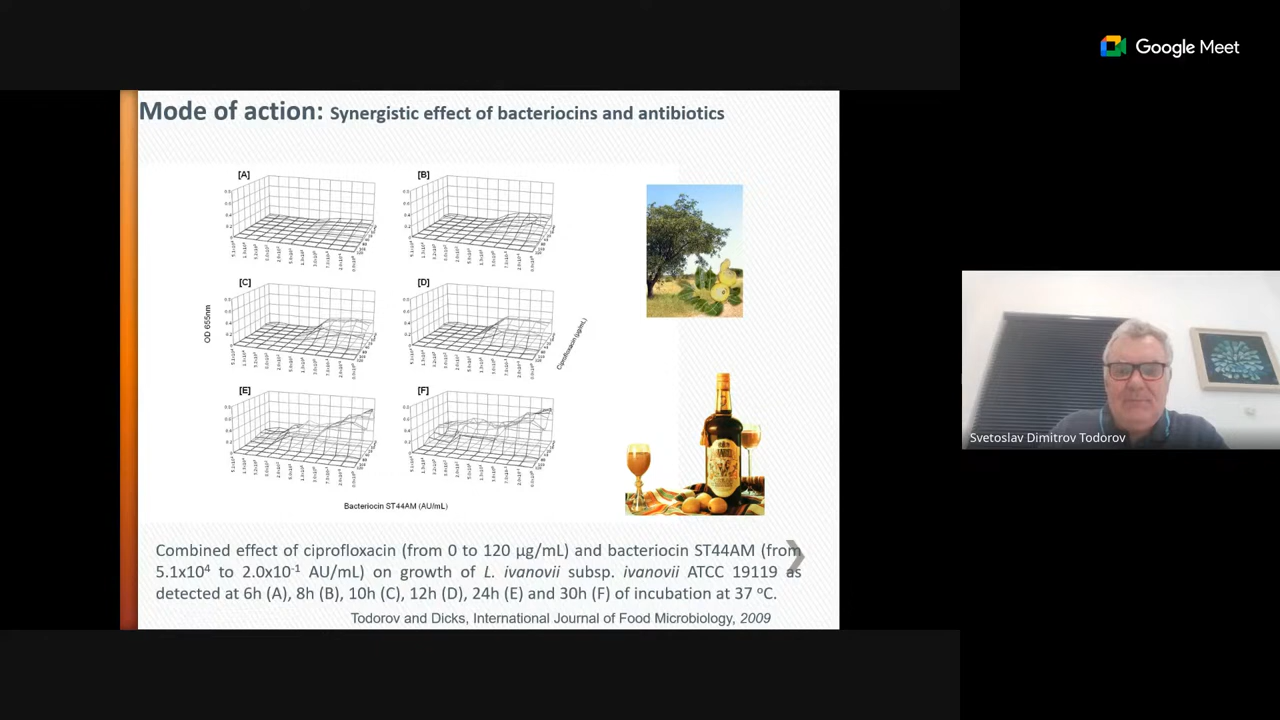 Google Meet
Mode of action: Synergistic effect of bacteriocins and antibiotics
[A]
[B]
[C]
[D]
OD 655nm
Ciprofloxacin (µg/mL)
[E]
[F]
Bacteriocin ST44AM (AU/mL)
Combined effect of ciprofloxacin (from 0 to 120 µg/mL) and bacteriocin ST44AM (from
5.1x10⁴ to 2.0x10⁻¹ AU/mL) on growth of L. ivanovii subsp. ivanovii ATCC 19119 as
detected at 6h (A), 8h (B), 10h (C), 12h (D), 24h (E) and 30h (F) of incubation at 37 °C.
Todorov and Dicks, International Journal of Food Microbiology, 2009
Svetoslav Dimitrov Todorov